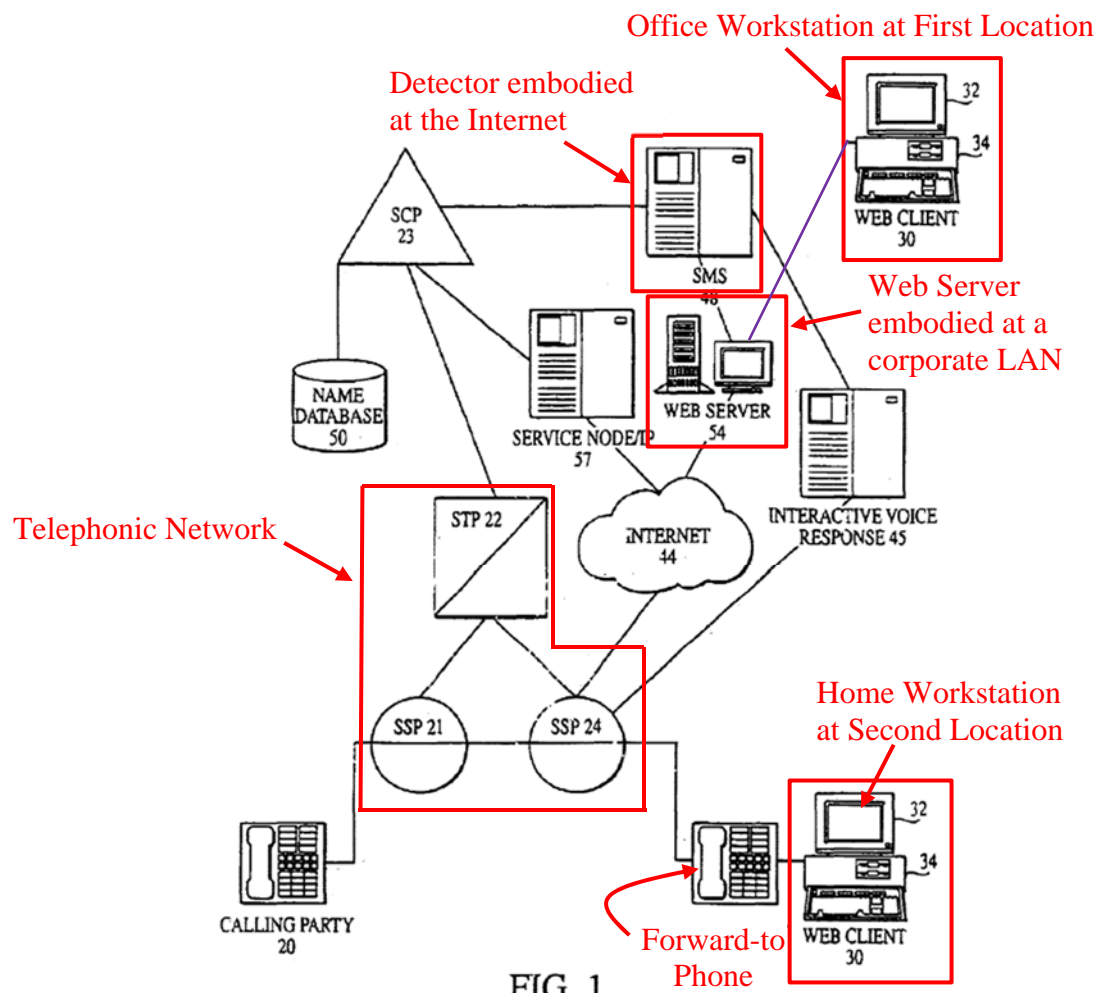 Office Workstation at First Location
Detector embodied
at the Internet
32
34
WEB CLIENT
30
SCP
23
SMS
48
Web Server
embodied at a
corporate LAN
NAME
DATABASE
50
SERVICE NODE/IP
57
WEB SERVER
54
INTERACTIVE VOICE
RESPONSE 45
Telephonic Network
STP 22
INTERNET
44
SSP 21
SSP 24
Home Workstation
at Second Location
32
34
CALLING PARTY
20
Forward-to
Phone
WEB CLIENT
30
FIG. 1